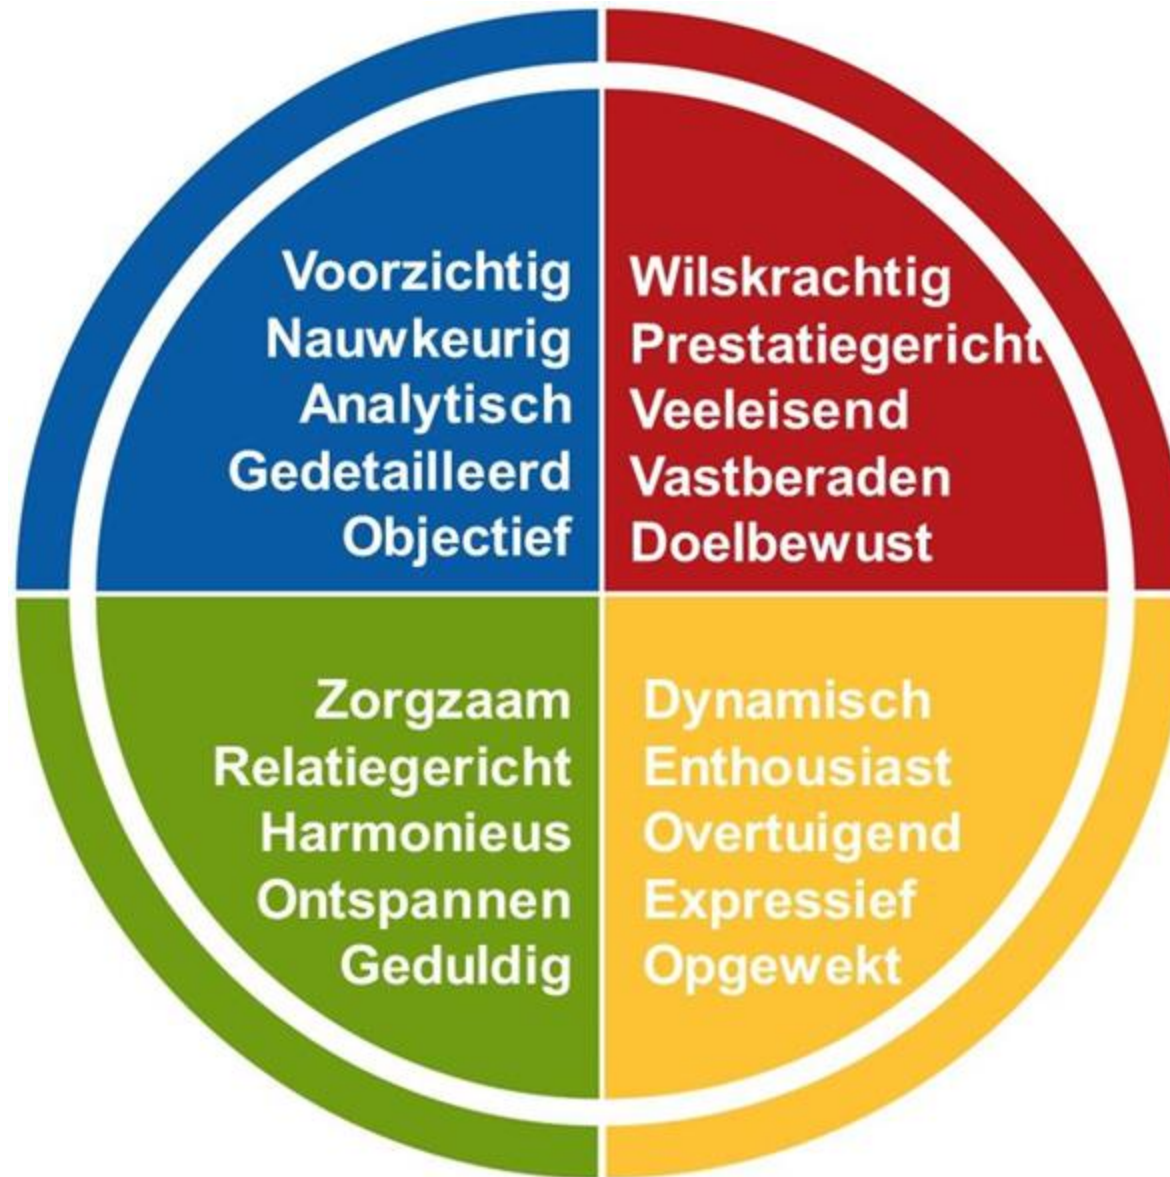 Voorzichtig
Nauwkeurig
Analytisch
Gedetailleerd
Objectief
Wilskrachtig
Prestatiegericht
Veeleisend
Vastberaden
Doelbewust
Zorgzaam
Relatiegericht
Harmonieus
Ontspannen
Geduldig
Dynamisch
Enthousiast
Overtuigend
Expressief
Opgewekt